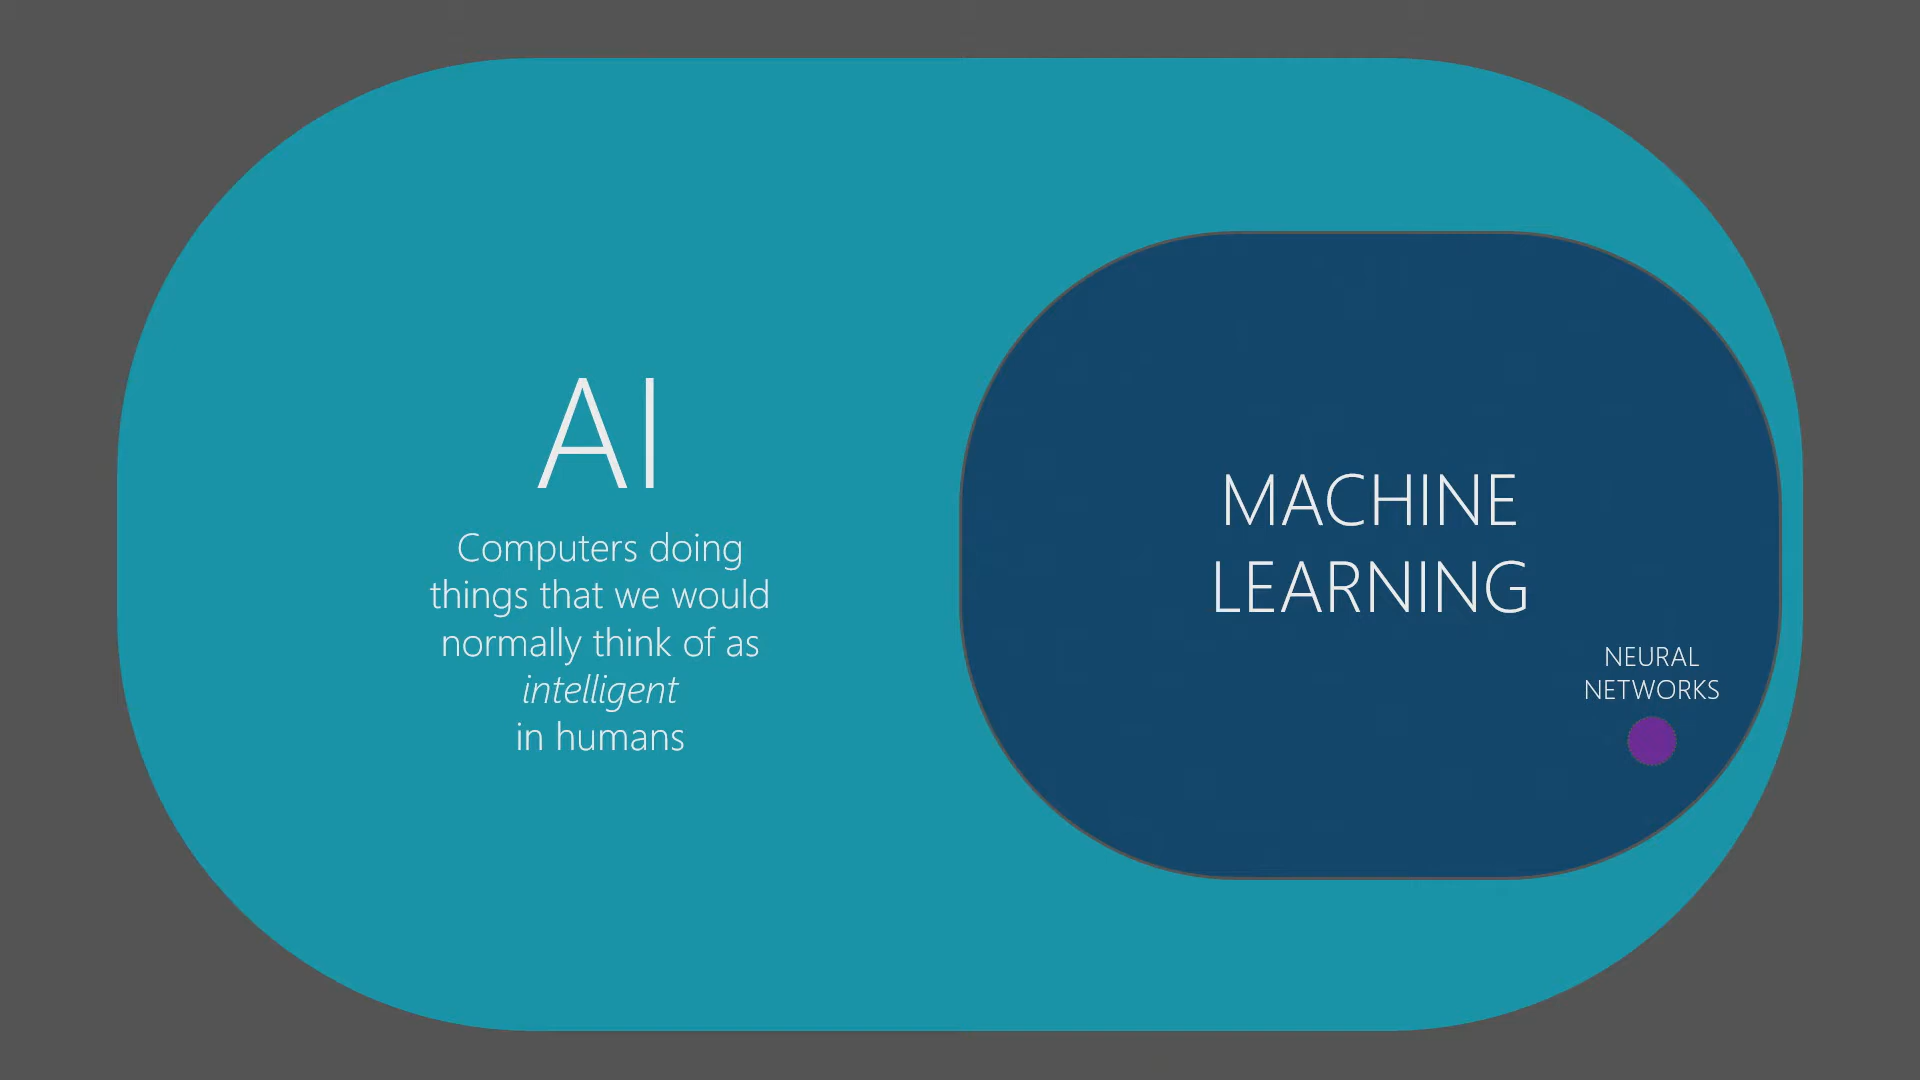 AI
Computers doing
things that we would
normally think of as
intelligent
in humans
MACHINE
LEARNING
NEURAL
NETWORKS